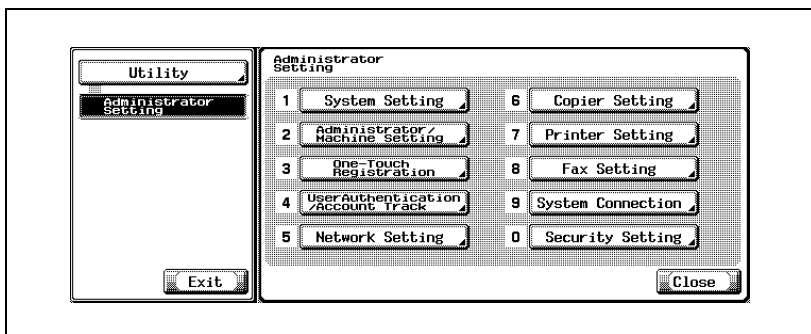 Utility
Administrator
Setting
Exit
Administrator
Setting
1 System Setting
2 Administrator/
Machine Setting
3 One-Touch
Registration
4 UserAuthentication
/Account Track
5 Network Setting
6 Copier Setting
7 Printer Setting
8 Fax Setting
9 System Connection
0 Security Setting
Close